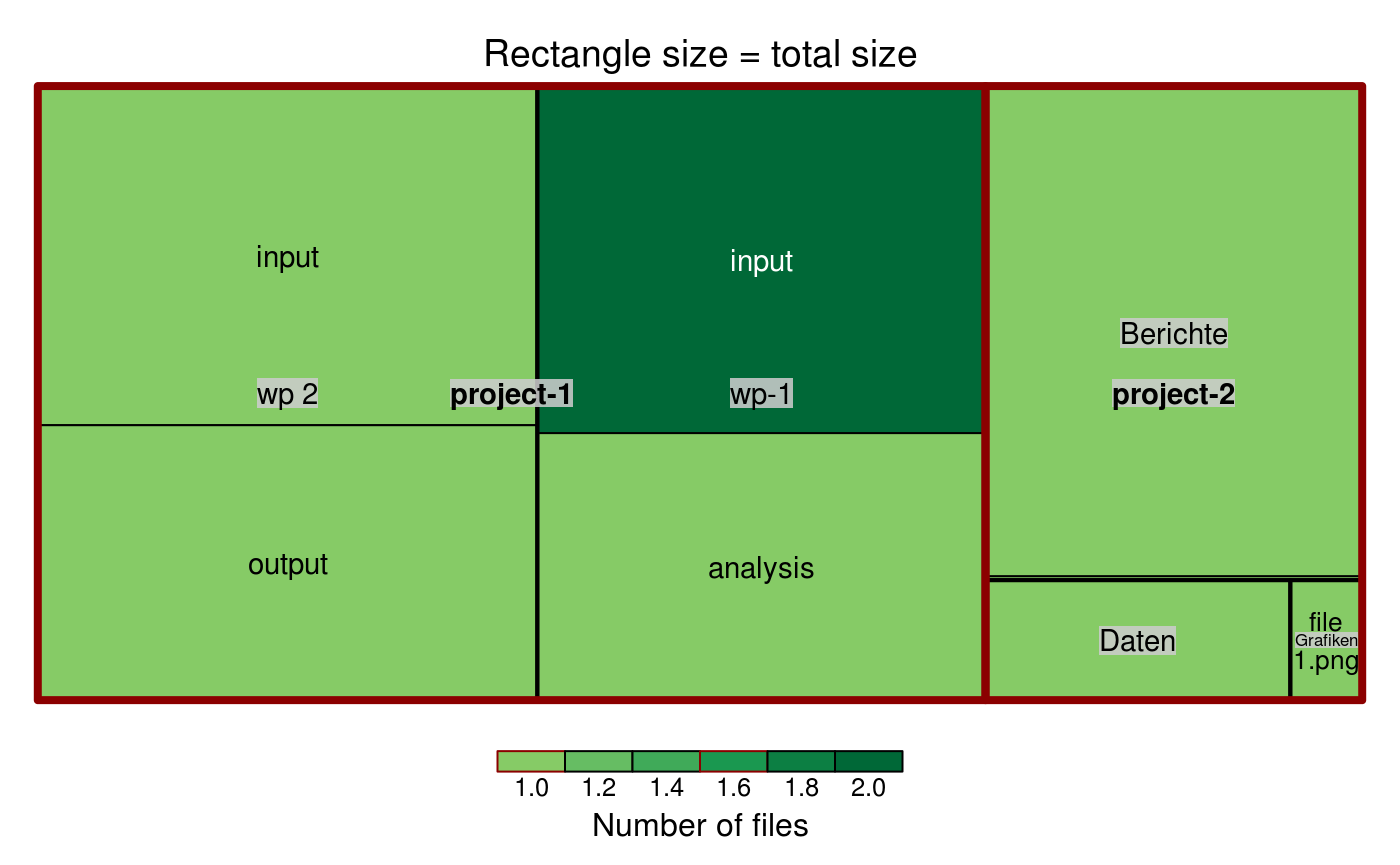 Rectangle size = total size
input
input
Berichte
wp 2
project-1
wp-1
project-2
output
analysis
Daten
file
Grafiken
1.png
1.0 1.2 1.4 1.6 1.8 2.0
Number of files